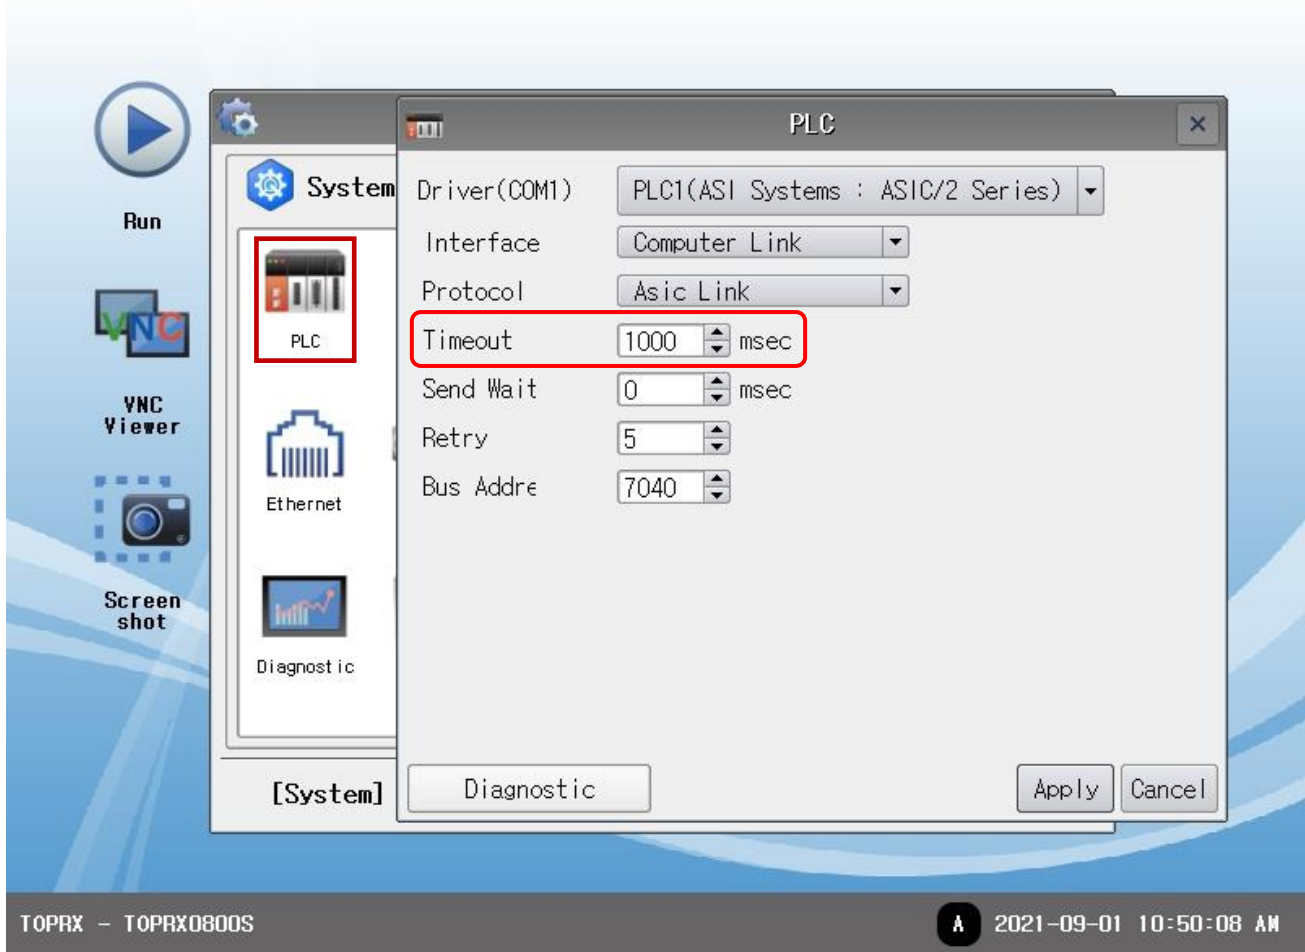 Run
VNC
VNC
Viewer
Screen
shot
System
PLC
Ethernet
Diagnostic
[System]
PLC
Driver(COM1) PLC1(ASI Systems : ASIC/2 Series)
Interface Computer Link
Protocol Asic Link
Timeout 1000 msec
Send Wait 0 msec
Retry 5
Bus Addre 7040
Diagnostic Apply Cancel
TOPRX - TOPRX0800S A 2021-09-01 10:50:08 AM